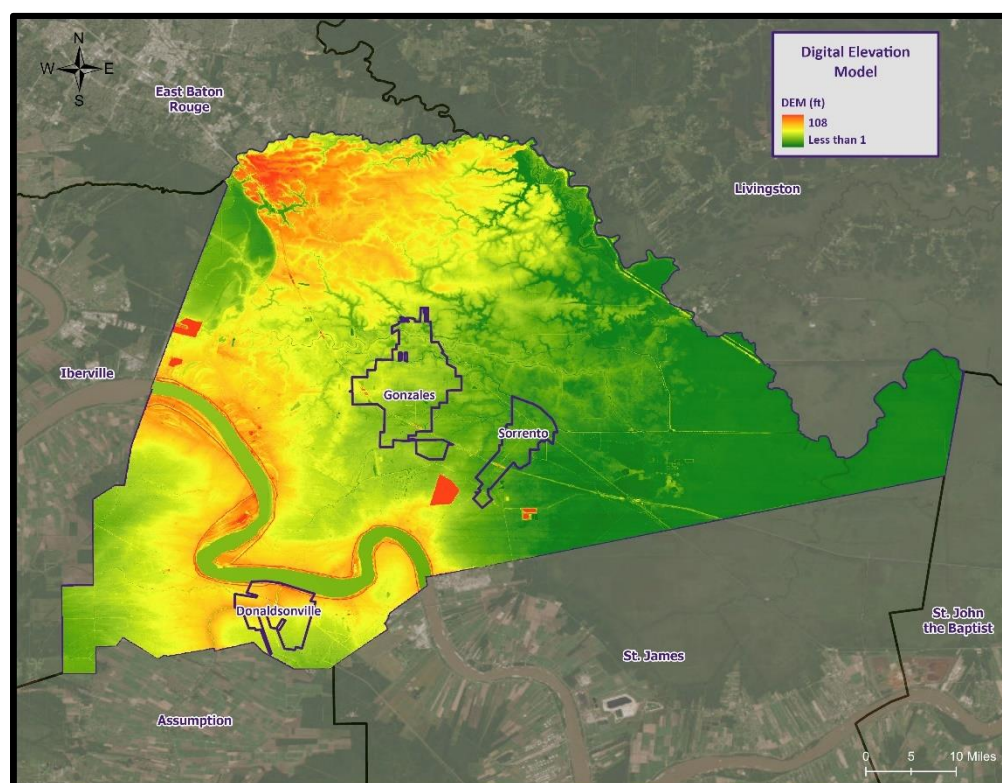 N
W E
S
Digital Elevation
Model
DEM (ft)
108
Less than 1
East Baton
Rouge
Livingston
Iberville
Gonzales
Sorrento
Donaldsonville
St. John
the Baptist
St. James
Assumption
0 5 10 Miles